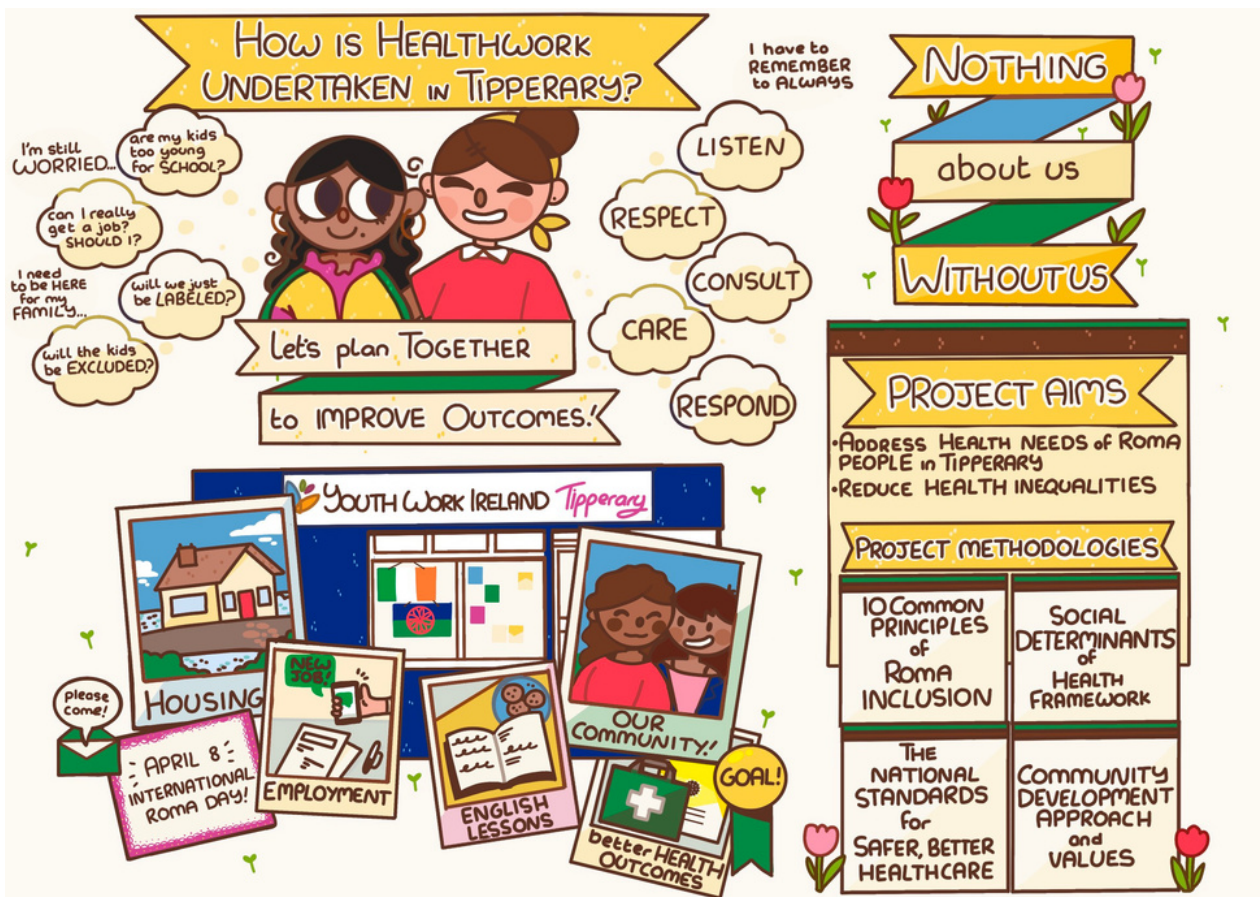 HOW IS HEALTHWORK
UNDERTAKEN IN TIPPERARY?
I'm still
WORRIED...
are my kids
too young
for SCHOOL?
can I really
get a job?
SHOULD I?
I need
to be HERE
for my
FAMILY...
will we just
be LABELED?
will the kids
be EXCLUDED?
I have to
REMEMBER
to ALWAYS
LISTEN
RESPECT
CONSULT
CARE
RESPOND
Let's plan TOGETHER
to IMPROVE OUTCOMES!
NOTHING
about us
WITHOUT US
PROJECT AIMS
•ADDRESS HEALTH NEEDS of ROMA
PEOPLE in TIPPERARY
•REDUCE HEALTH INEQUALITIES
PROJECT METHODOLOGIES
10 COMMON
PRINCIPLES
of
ROMA
INCLUSION
SOCIAL
DETERMINANTS
of
HEALTH
FRAMEWORK
THE
NATIONAL
STANDARDS
for
SAFER, BETTER
HEALTHCARE
COMMUNITY
DEVELOPMENT
APPROACH
and
VALUES
YOUTH WORK IRELAND Tipperary
HOUSING
please
come!
APRIL 8
INTERNATIONAL
ROMA DAY!
NEW
JOB!
EMPLOYMENT
ENGLISH
LESSONS
OUR
COMMUNITY!
GOAL!
better HEALTH
OUTCOMES